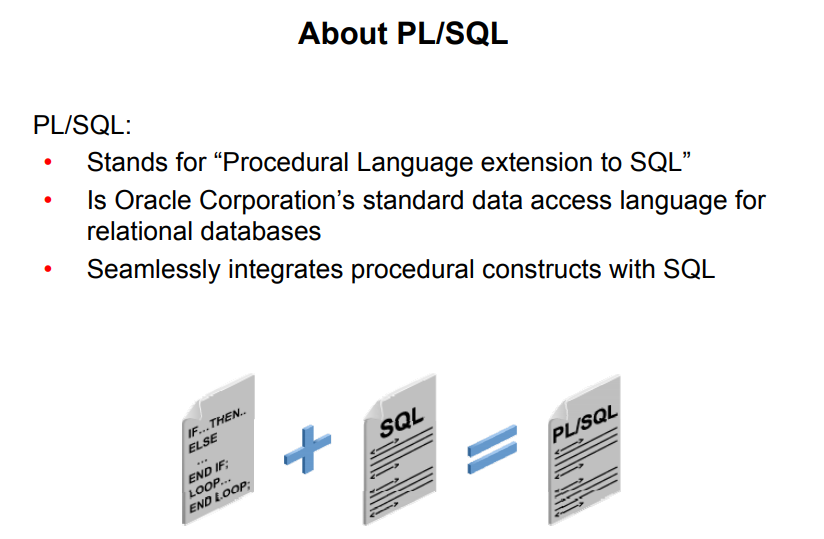 About PL/SQL
PL/SQL:
• Stands for “Procedural Language extension to SQL”
• Is Oracle Corporation’s standard data access language for
relational databases
• Seamlessly integrates procedural constructs with SQL
IF...THEN..
ELSE
...
END IF;
LOOP...
END LOOP;
+
SQL
=
PL/SQL